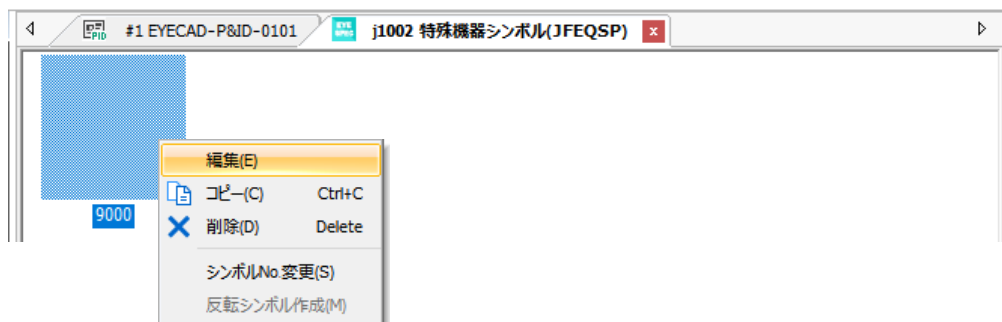 #1 EYECAD-P&ID-0101 j1002 特殊機器シンボル(JFEQSP)
編集(E)
コピー(C) Ctrl+C
9000
削除(D) Delete
シンボルNo.変更(S)
反転シンボル作成(M)